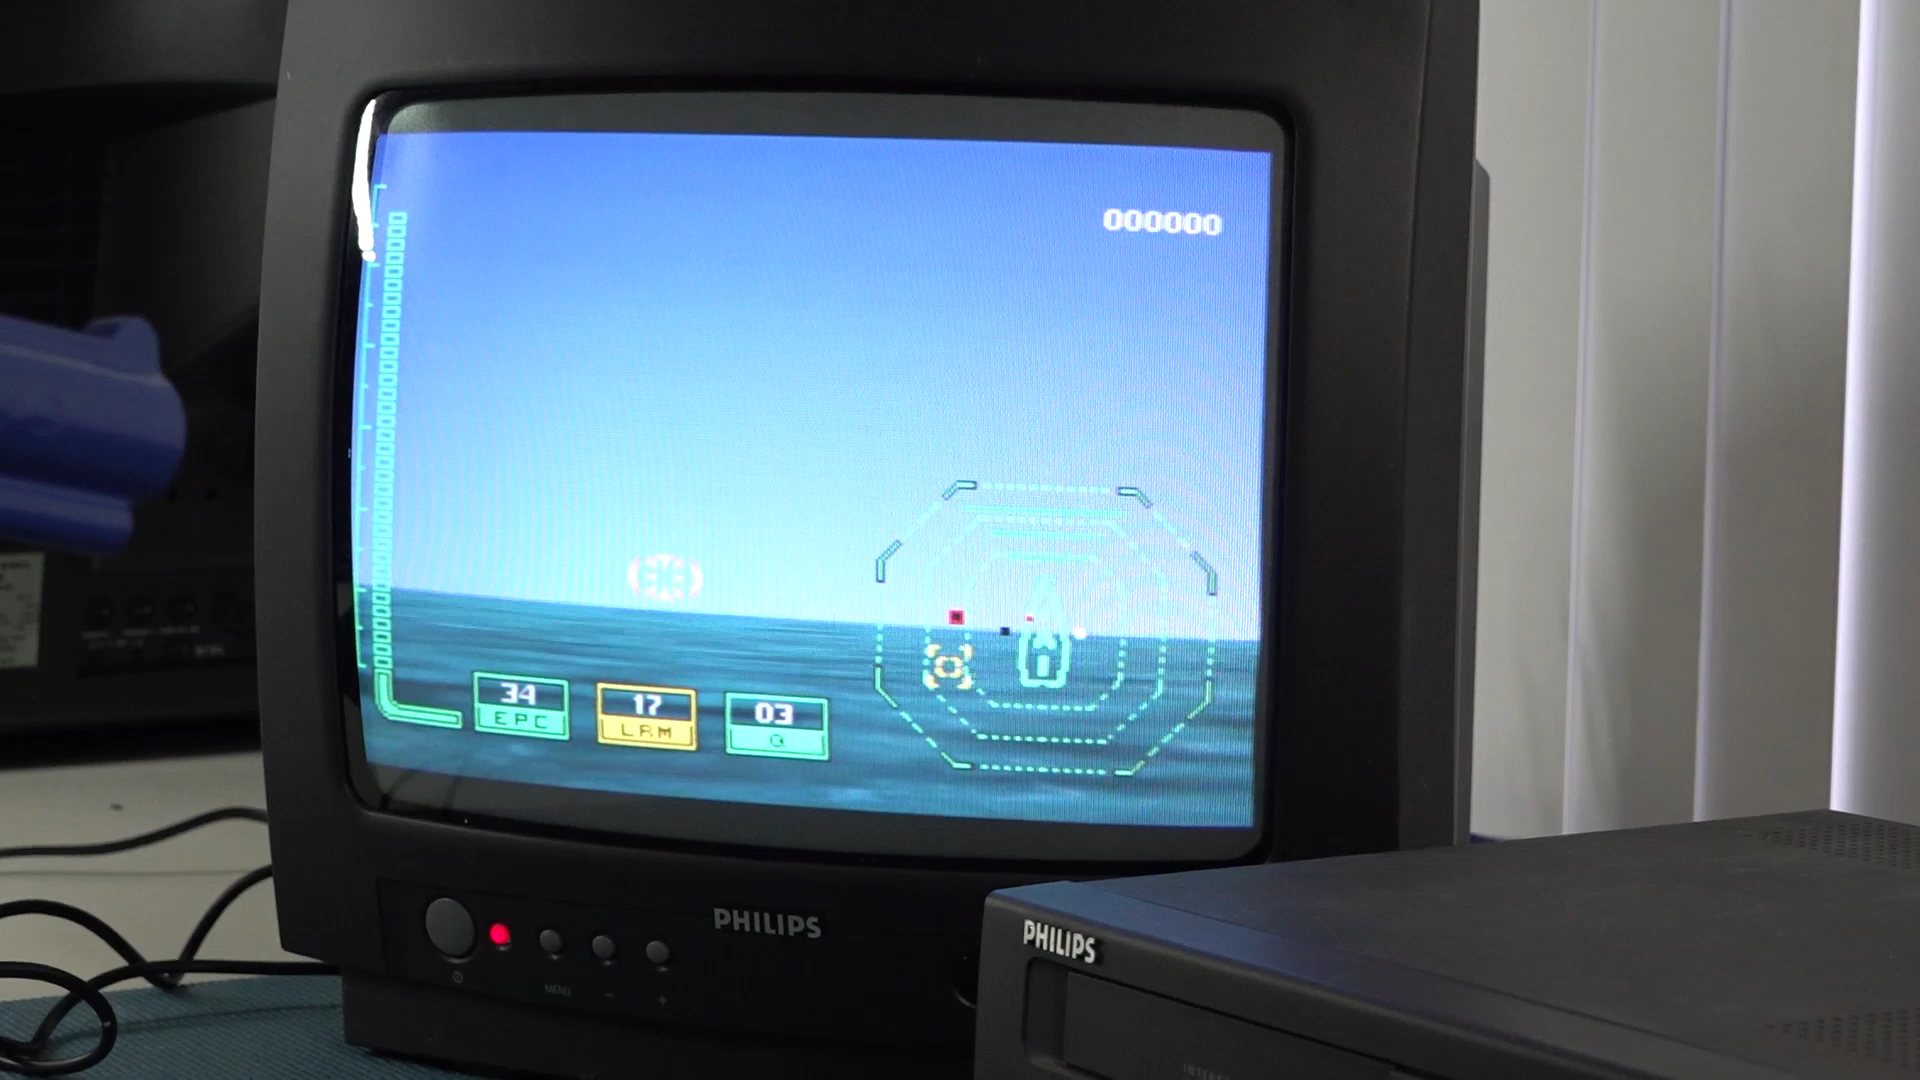 000000
34
EPC
17
LRM
03
Q
PHILIPS
MENU
- +
PHILIPS